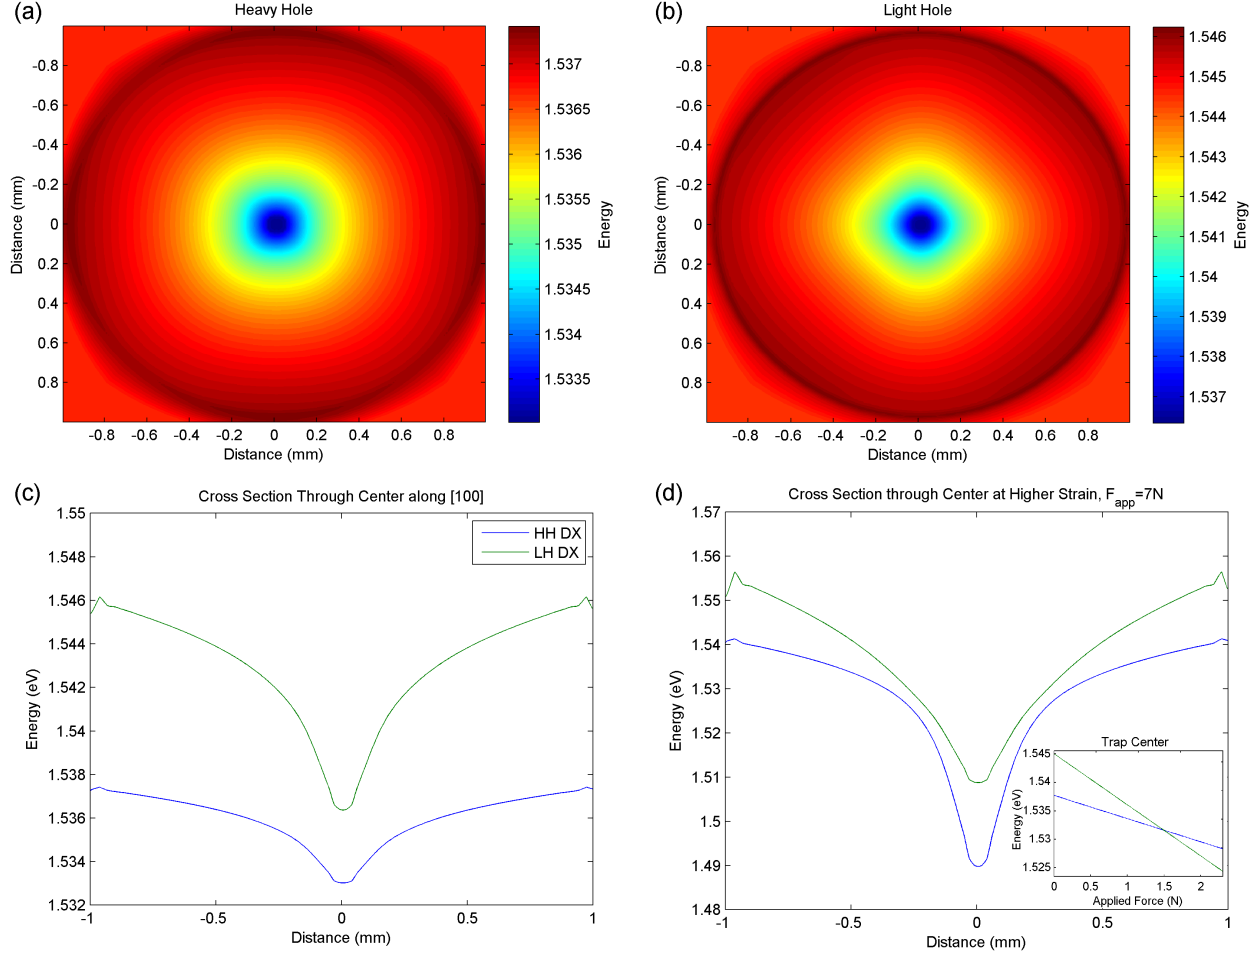 (a)
Heavy Hole
-0.8
-0.6
-0.4
-0.2
0
0.2
0.4
0.6
0.8
Distance (mm)
-0.8 -0.6 -0.4 -0.2 0 0.2 0.4 0.6 0.8
Distance (mm)
1.537
1.5365
1.536
1.5355
1.535
1.5345
1.534
1.5335
Energy
(b)
Light Hole
-0.8
-0.6
-0.4
-0.2
0
0.2
0.4
0.6
0.8
Distance (mm)
-0.8 -0.6 -0.4 -0.2 0 0.2 0.4 0.6 0.8
Distance (mm)
1.546
1.545
1.544
1.543
1.542
1.541
1.54
1.539
1.538
1.537
Energy
(c)
Cross Section Through Center along [100]
1.55
1.548
1.546
1.544
1.542
1.54
1.538
1.536
1.534
1.532
Energy (eV)
HH DX
LH DX
-1 -0.5 0 0.5 1
Distance (mm)
(d)
Cross Section through Center at Higher Strain, Fapp=7N
1.57
1.56
1.55
1.54
1.53
1.52
1.51
1.5
1.49
1.48
Energy (eV)
-1 -0.5 0 0.5 1
Distance (mm)
Trap Center
1.545
1.54
1.535
1.53
1.525
Energy (eV)
0 0.5 1 1.5 2
Applied Force (N)